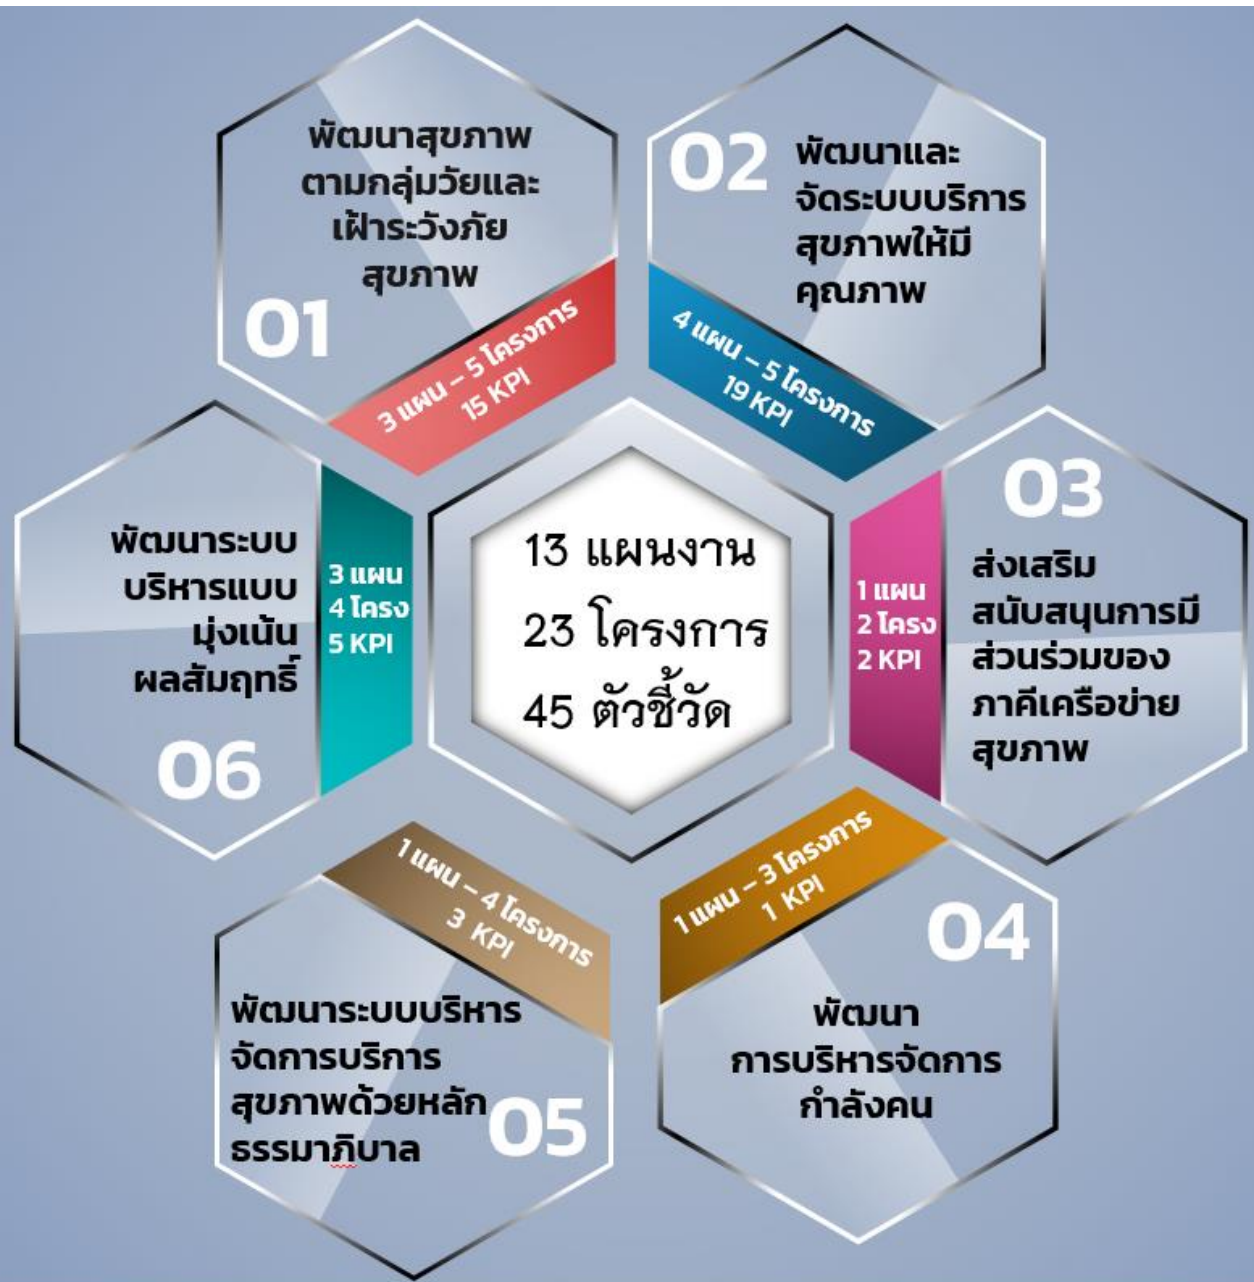 พัฒนาสุขภาพ
ตามกลุ่มวัยและ
เฝ้าระวังภัย
สุขภาพ
01
3 แผน – 5 โครงการ
15 KPI
02
พัฒนาและ
จัดระบบบริการ
สุขภาพให้มี
คุณภาพ
4 แผน – 5 โครงการ
19 KPI
03
ส่งเสริม
สนับสนุนการมี
ส่วนร่วมของ
ภาคีเครือข่าย
สุขภาพ
1 แผน
2 โครง
2 KPI
13 แผนงาน
23 โครงการ
45 ตัวชี้วัด
1 แผน – 3 โครงการ
1 KPI
04
พัฒนา
การบริหารจัดการ
กำลังคน
1 แผน – 4 โครงการ
3 KPI
พัฒนาระบบบริหาร
จัดการบริการ
สุขภาพด้วยหลัก
ธรรมาภิบาล
05
พัฒนาระบบ
บริหารแบบ
มุ่งเน้น
ผลสัมฤทธิ์
06
3 แผน
4 โครง
5 KPI